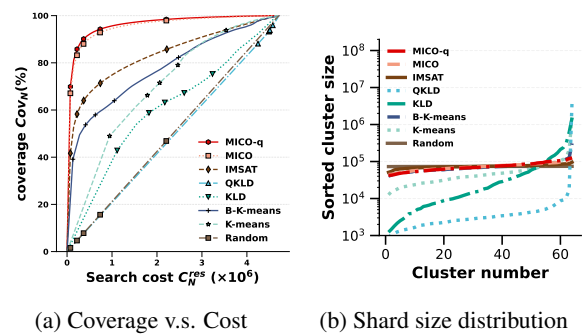 (a)
100
80
60
40
20
0
coverage Cov_N(%)
MICO-q
MICO
IMSAT
QKLD
KLD
B-K-means
K-means
Random
0 1 2 3 4
Search cost C_N^res (×10^6)
(a) Coverage v.s. Cost
(b)
10^8
10^7
10^6
10^5
10^4
10^3
Sorted cluster size
MICO-q
MICO
IMSAT
QKLD
KLD
B-K-means
K-means
Random
0 20 40 60
Cluster number
(b) Shard size distribution